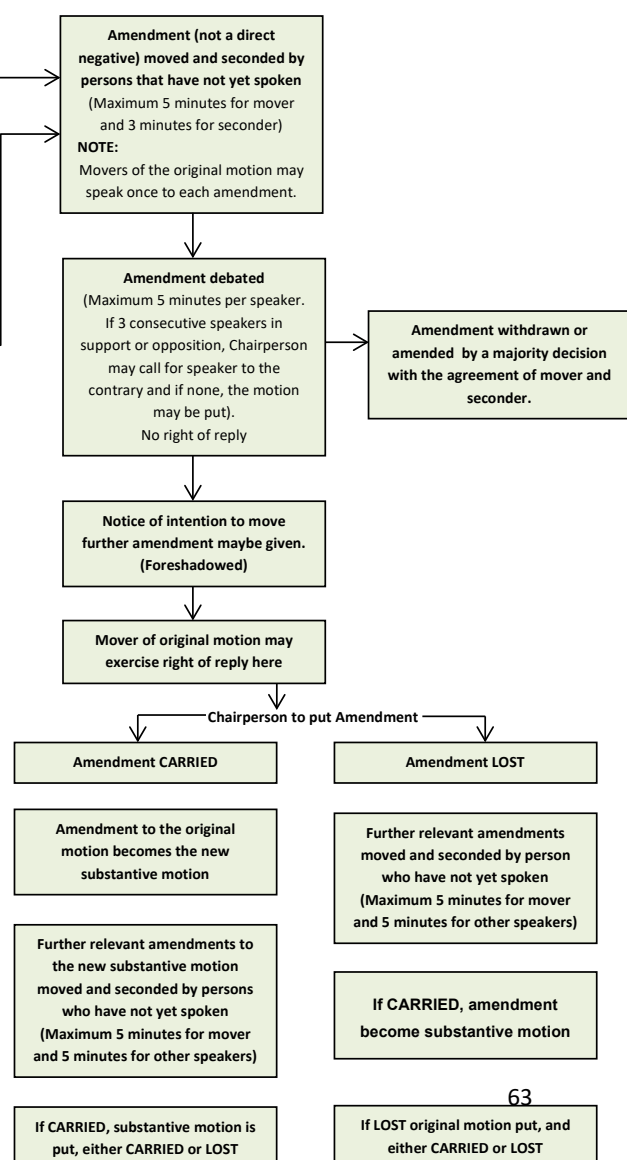 Amendment (not a direct
negative) moved and seconded by
persons that have not yet spoken
(Maximum 5 minutes for mover
and 3 minutes for seconder)
NOTE:
Movers of the original motion may
speak once to each amendment.
Amendment debated
(Maximum 5 minutes per speaker.
If 3 consecutive speakers in
support or opposition, Chairperson
may call for speaker to the
contrary and if none, the motion
may be put).
No right of reply
Amendment withdrawn or
amended by a majority decision
with the agreement of mover and
seconder.
Notice of intention to move
further amendment maybe given.
(Foreshadowed)
Mover of original motion may
exercise right of reply here
Chairperson to put Amendment
Amendment CARRIED
Amendment to the original
motion becomes the new
substantive motion
Further relevant amendments to
the new substantive motion
moved and seconded by persons
who have not yet spoken
(Maximum 5 minutes for mover
and 5 minutes for other speakers)
If CARRIED, substantive motion is
put, either CARRIED or LOST
Amendment LOST
Further relevant amendments
moved and seconded by person
who have not yet spoken
(Maximum 5 minutes for mover
and 5 minutes for other speakers)
If CARRIED, amendment
become substantive motion
63
If LOST original motion put, and
either CARRIED or LOST